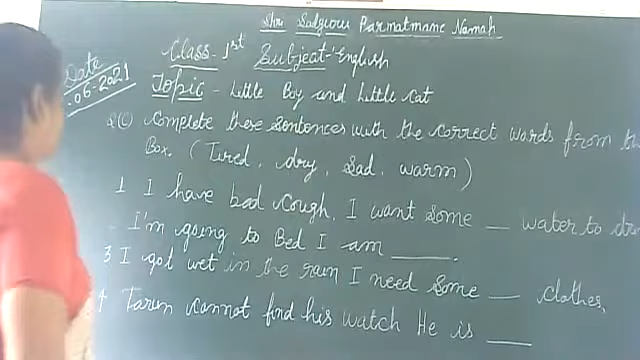 Shri Sadguru Parmatmane Namah
Class - 1st Subject - English
Date
.06-2021
Topic - Little Boy and Little Cat
Q(C) Complete these sentences with the correct words from
Box. (Tired, dry, Sad, warm)
1 I have bad cough, I want some __ water to
I'm going to Bed I am ____.
3 I got wet in the rain I need some __ clothes,
4 Tarun cannot find his watch He is ___